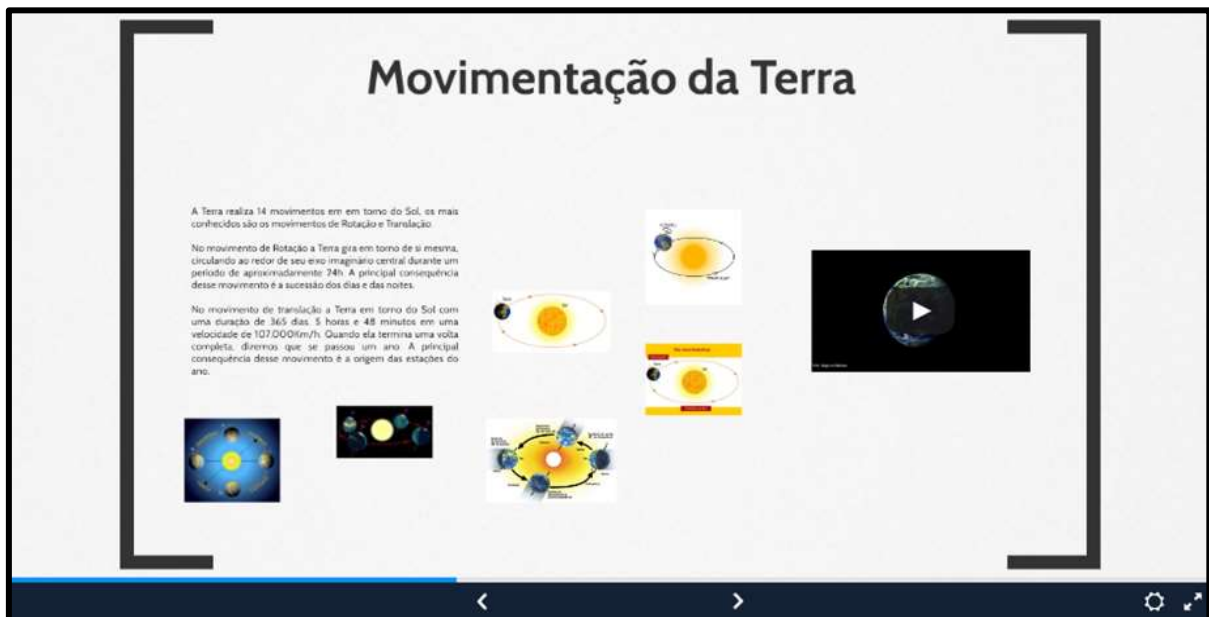 Movimentação da Terra
A Terra realiza 14 movimentos em em torno do Sol, os mais
conhecidos são os movimentos de Rotação e Translação.
No movimento de Rotação a Terra gira em torno de si mesma,
circulando ao redor de seu eixo imaginário central durante um
período de aproximadamente 24h. A principal consequência
desse movimento é a sucessão dos dias e das noites.
No movimento de translação a Terra em torno do Sol com
uma duração de 365 dias, 5 horas e 48 minutos em uma
velocidade de 107.000Km/h. Quando ela termina uma volta
completa, dizemos que se passou um ano. A principal
consequência desse movimento é a origem das estações do
ano.